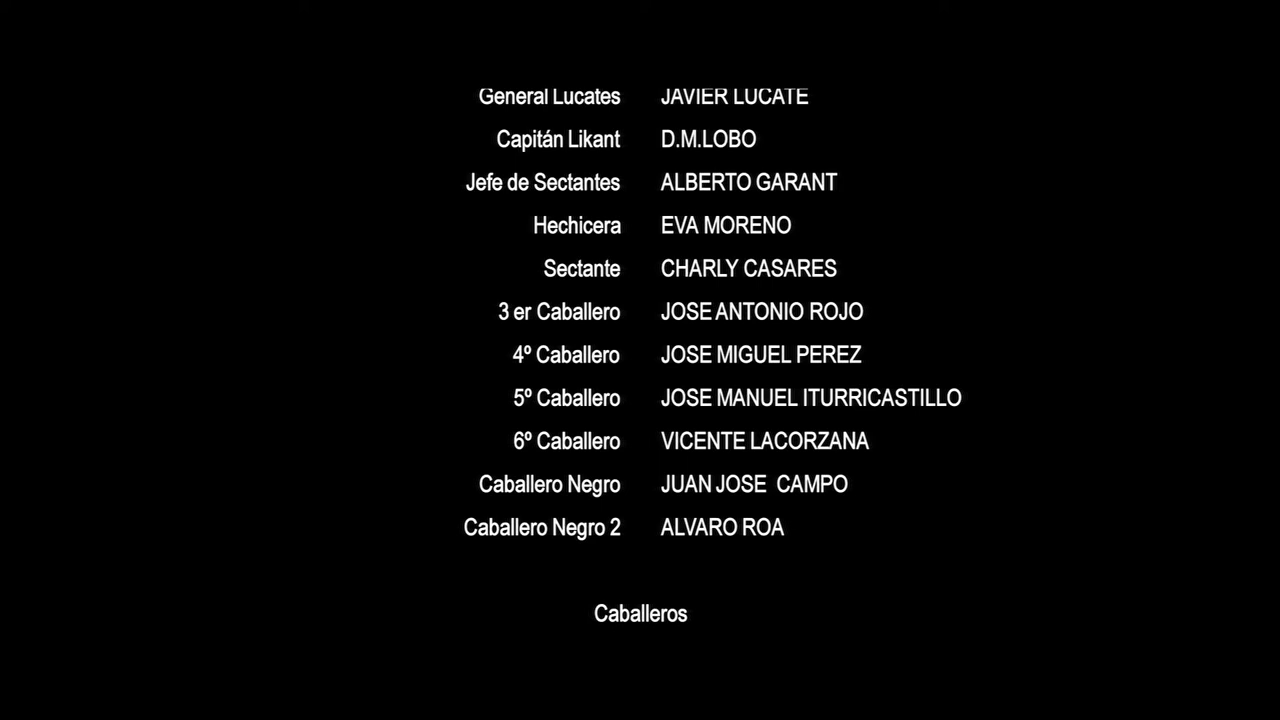 General Lucates JAVIER LUCATE
Capitán Likant D.M.LOBO
Jefe de Sectantes ALBERTO GARANT
Hechicera EVA MORENO
Sectante CHARLY CASARES
3 er Caballero JOSE ANTONIO ROJO
4º Caballero JOSE MIGUEL PEREZ
5º Caballero JOSE MANUEL ITURRICASTILLO
6º Caballero VICENTE LACORZANA
Caballero Negro JUAN JOSE  CAMPO
Caballero Negro 2 ALVARO ROA
Caballeros